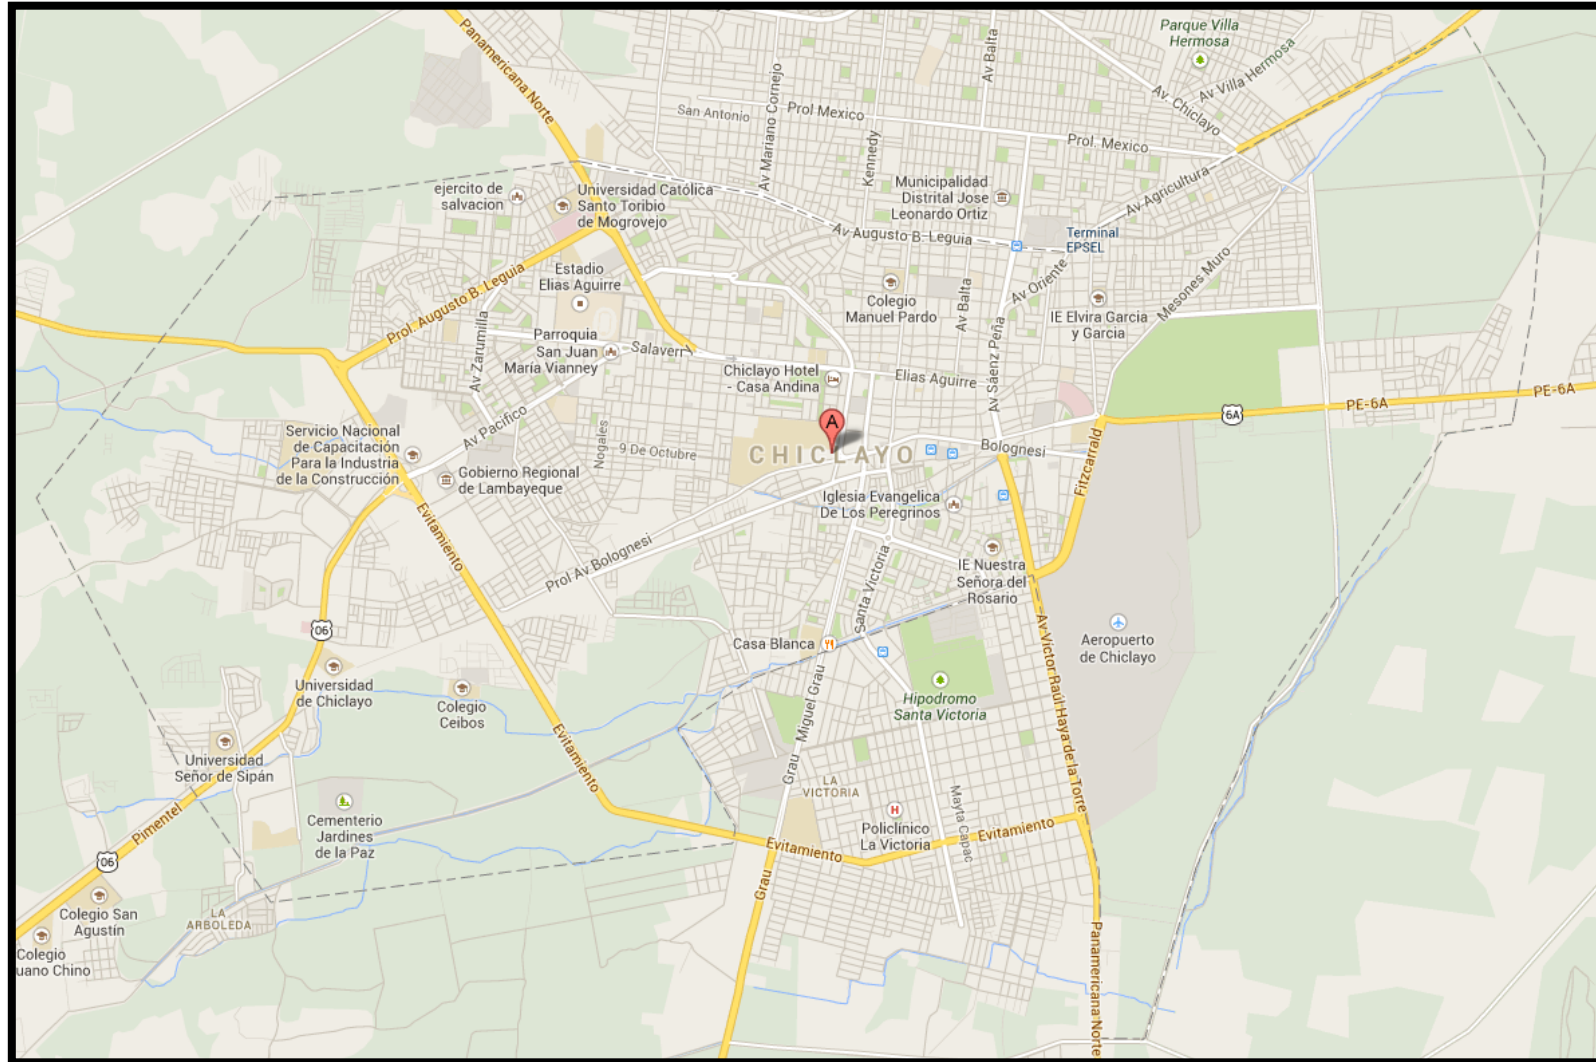 Panamericana Norte
Parque Villa
Hermosa
Av Balta
Av Villa Hermosa
Av. Chiclayo
Av Mariano Cornejo
San Antonio
Prol Mexico
Kennedy
Prol. Mexico
ejercito de
salvacion
Universidad Católica
Santo Toribio
de Mogrovejo
Municipalidad
Distrital Jose
Leonardo Ortiz
Av Agricultura
Av Augusto B. Leguia
Terminal
EPSEL
Prol. Augusto B. Leguia
Estadio
Elias Aguirre
Colegio
Manuel Pardo
Av Balta
Av Oriente
Mesones Muro
IE Elvira Garcia
y Garcia
Av Zarumilla
Parroquia
San Juan
María Vianney
Salaverry
Chiclayo Hotel
- Casa Andina
Elias Aguirre
Av Sáenz Peña
PE-6A
PE-6A
6A
A
Servicio Nacional
de Capacitación
Para la Industria
de la Construcción
Av Pacifico
Nogales
9 De Octubre
CHICLAYO
Bolognesi
Fitzcarrald
Gobierno Regional
de Lambayeque
Iglesia Evangelica
De Los Peregrinos
Evitamiento
Prol Av Bolognesi
Santa Victoria
IE Nuestra
Señora del
Rosario
06
Casa Blanca
Aeropuerto
de Chiclayo
Av Victor Raúl Haya de la Torre
Universidad
de Chiclayo
Colegio
Ceibos
Miguel Grau
Hipodromo
Santa Victoria
Universidad
Señor de Sipán
Evitamiento
Grau
LA
VICTORIA
Mayta Capac
Pimentel
Cementerio
Jardines
de la Paz
H
Policlínico
La Victoria
Evitamiento
Evitamiento
06
Grau
Colegio San
Agustín
LA
ARBOLEDA
Colegio
uano Chino
Panamericana Norte